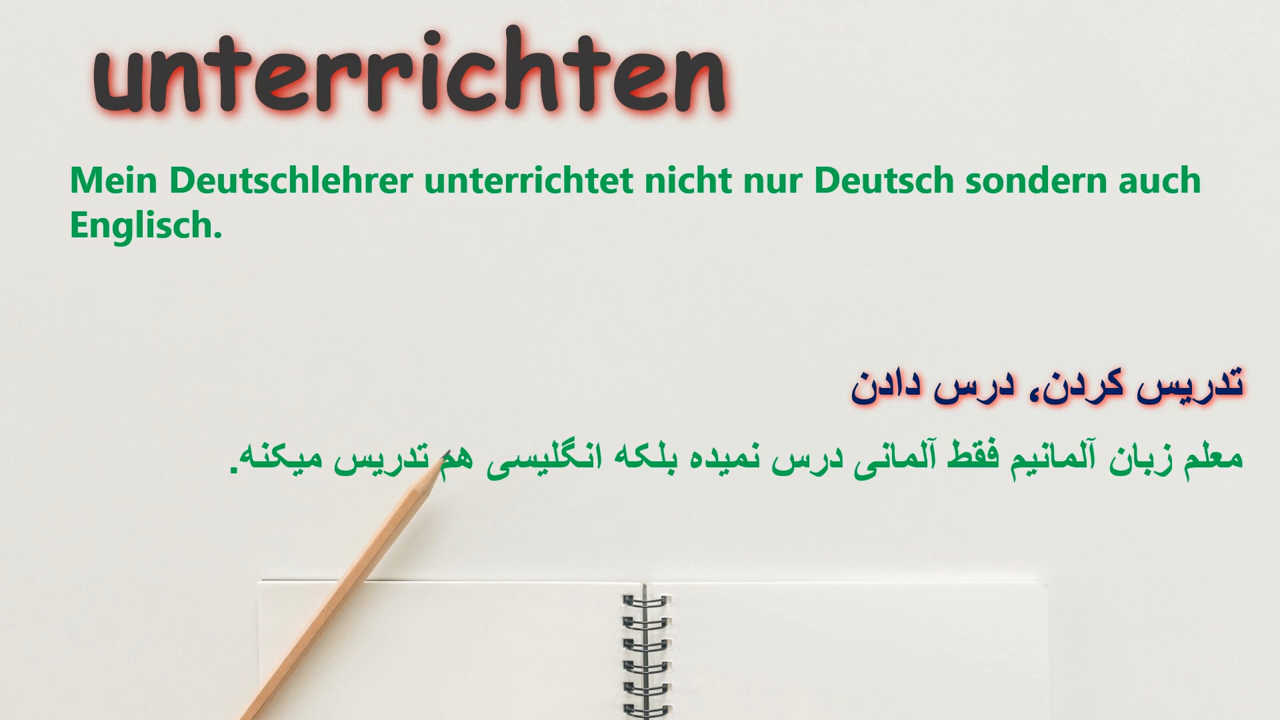 unterrichten
Mein Deutschlehrer unterrichtet nicht nur Deutsch sondern auch
Englisch.
تدریس کردن، درس دادن
معلم زبان آلمانیم فقط آلمانی درس نمیده بلکه انگلیسی هم تدریس میکنه.